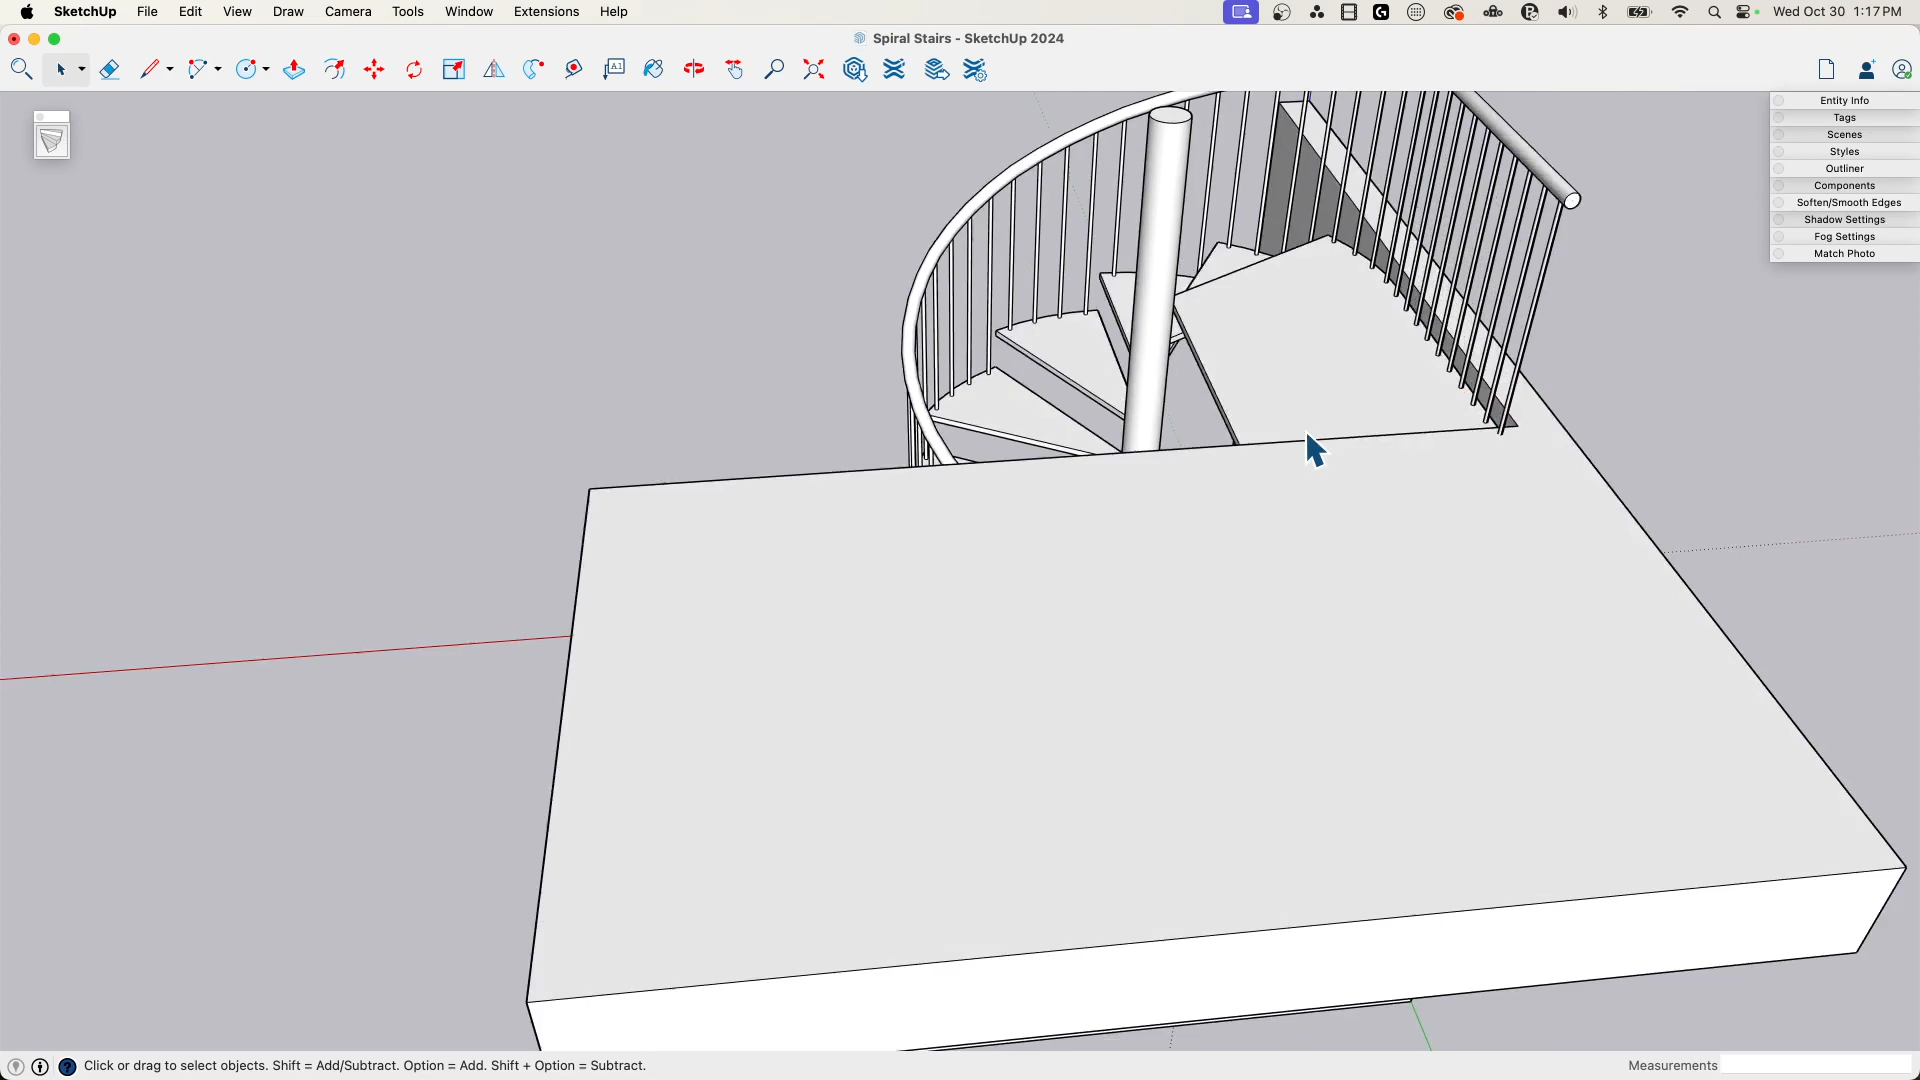 SketchUp File Edit View Draw Camera Tools Window Extensions Help Wed Oct 30 1:17 PM
Spiral Stairs - SketchUp 2024
A1
Entity Info
Tags
Scenes
Styles
Outliner
Components
Soften/Smooth Edges
Shadow Settings
Fog Settings
Match Photo
Click or drag to select objects. Shift = Add/Subtract. Option = Add. Shift + Option = Subtract. Measurements